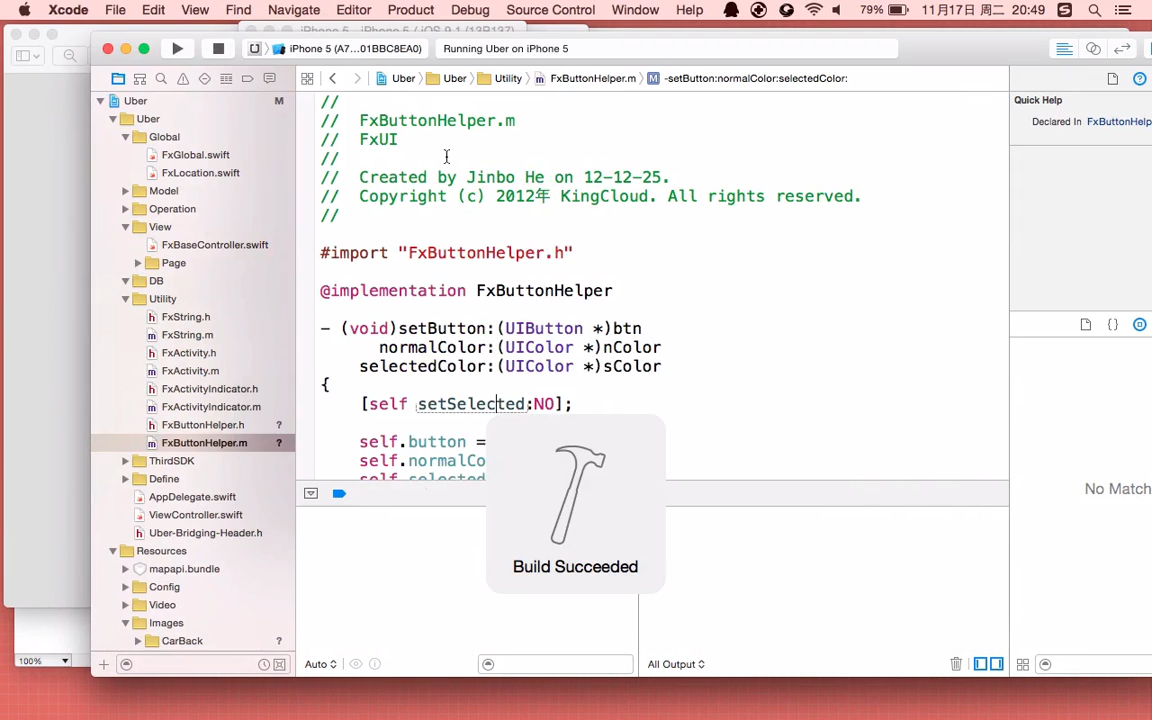 Xcode File Edit View Find Navigate Editor Product Debug Source Control Window Help 79% 11月17日 周二 20:49
iPhone 5 (A7...01BBC8EA0) Running Uber on iPhone 5
Uber Uber Utility FxButtonHelper.m M -setButton:normalColor:selectedColor:
Uber M
Uber
Global
FxGlobal.swift
FxLocation.swift
Model
Operation
View
FxBaseController.swift
Page
DB
Utility
FxString.h
FxString.m
FxActivity.h
FxActivity.m
FxActivityIndicator.h
FxActivityIndicator.m
FxButtonHelper.h ?
FxButtonHelper.m ?
ThirdSDK
Define
AppDelegate.swift
ViewController.swift
Uber-Bridging-Header.h
Resources
mapapi.bundle
Config
Video
Images
CarBack ?
//
// FxButtonHelper.m
// FxUI
//
// Created by Jinbo He on 12-12-25.
// Copyright (c) 2012年 KingCloud. All rights reserved.
//
#import "FxButtonHelper.h"
@implementation FxButtonHelper
- (void)setButton:(UIButton *)btn
normalColor:(UIColor *)nColor
selectedColor:(UIColor *)sColor
{
[self setSelected:NO];
self.button =
self.normalCo
self.selected
Build Succeeded
Quick Help
Declared In FxButtonHelp
No Match
100%
Auto
All Output